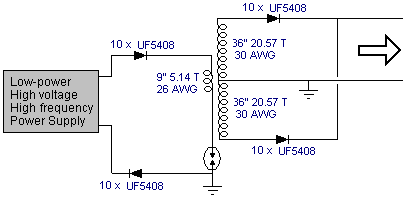 10 x UF5408
10 x UF5408
9" 5.14 T
26 AWG
36" 20.57 T
30 AWG
Low-power
High voltage
High frequency
Power Supply
36" 20.57 T
30 AWG
10 x UF5408
10 x UF5408